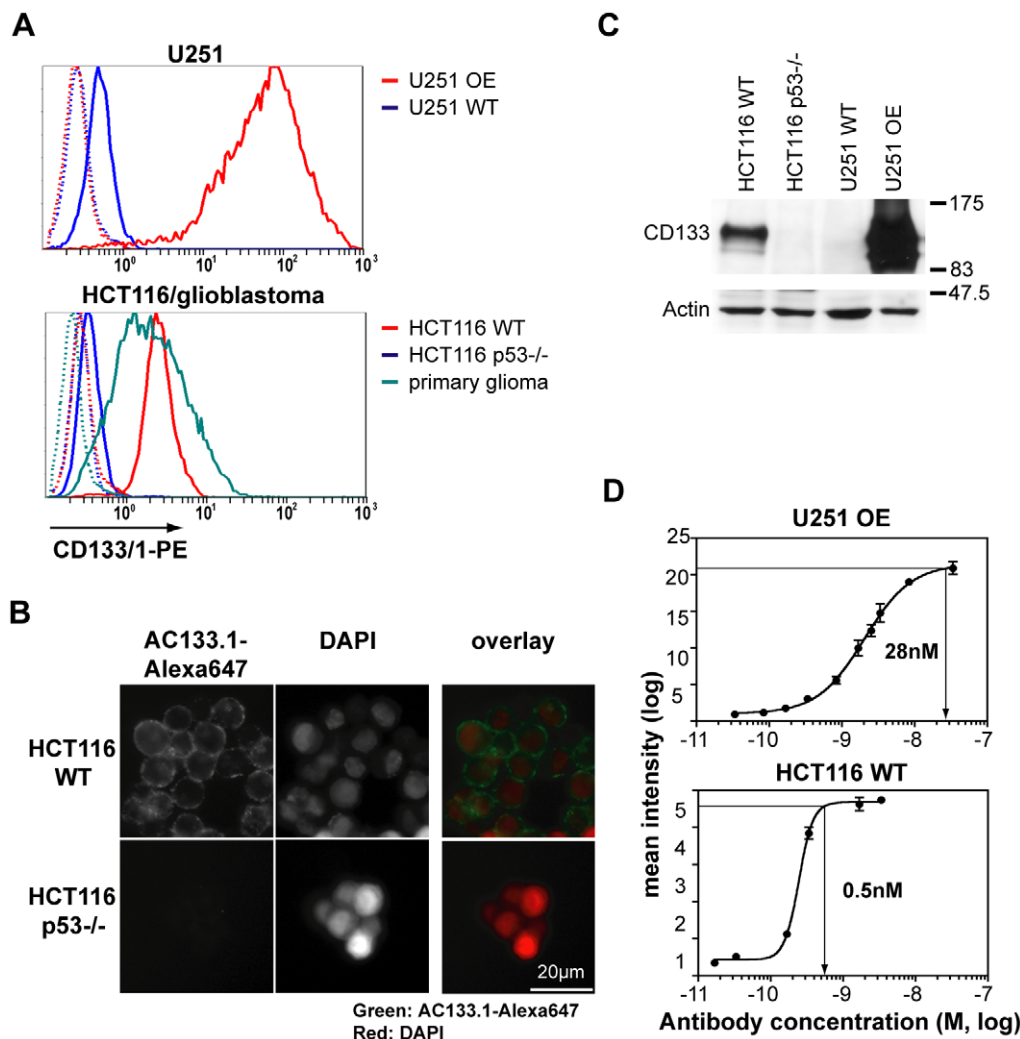 A
U251
U251 OE
U251 WT
10⁰ 10¹ 10² 10³
HCT116/glioblastoma
HCT116 WT
HCT116 p53-/-
primary glioma
10⁰ 10¹ 10² 10³
CD133/1-PE
B
AC133.1-
Alexa647
DAPI
overlay
HCT116
WT
HCT116
p53-/-
20µm
Green: AC133.1-Alexa647
Red: DAPI
C
HCT116 WT
HCT116 p53-/-
U251 WT
U251 OE
CD133
175
83
47.5
Actin
D
U251 OE
25
20
15
10
5
28nM
-11 -10 -9 -8 -7
HCT116 WT
5
4
3
2
1
0.5nM
-11 -10 -9 -8 -7
mean intensity (log)
Antibody concentration (M, log)